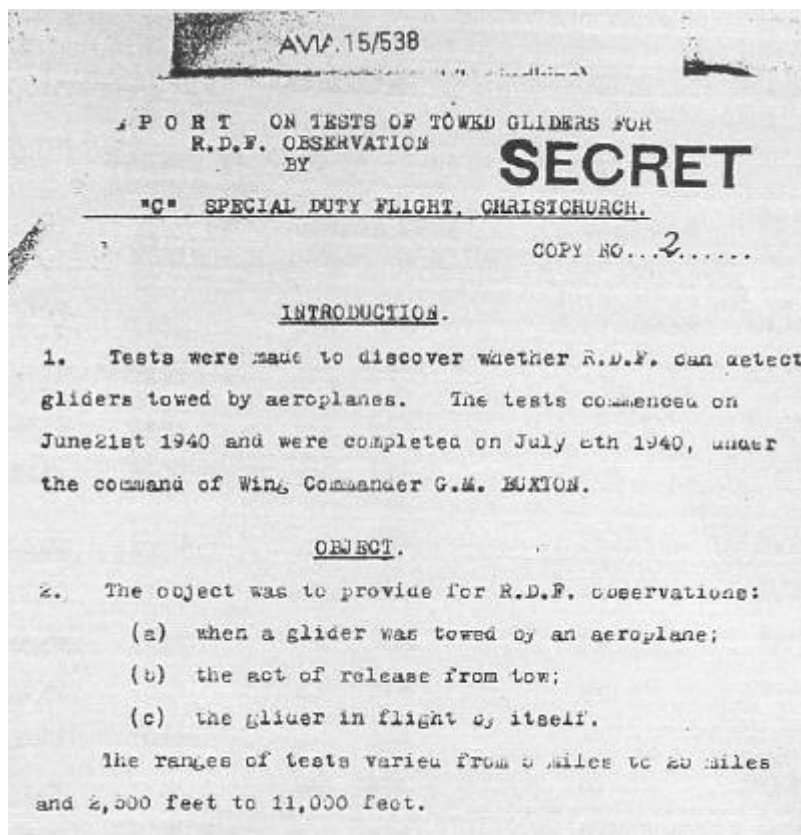 AVIA 15/538
PORT ON TESTS OF TOWED GLIDERS FOR
R.D.F. OBSERVATION
BY
SECRET
"C" SPECIAL DUTY FLIGHT, CHRISTCHURCH.
COPY NO...2......
INTRODUCTION.
1. Tests were made to discover whether R.D.F. can detect
gliders towed by aeroplanes. The tests commenced on
June21st 1940 and were completed on July 1940, under
the command of Wing Commander G.M. BUXTON.
OBJECT.
2. The object was to provide for R.D.F. observations:
(a) when a glider was towed by an aeroplane;
(b) the act of release from tow;
(c) the glider in flight by itself.
The ranges of tests varied from miles to miles
and 2,500 feet to 11,000 feet.